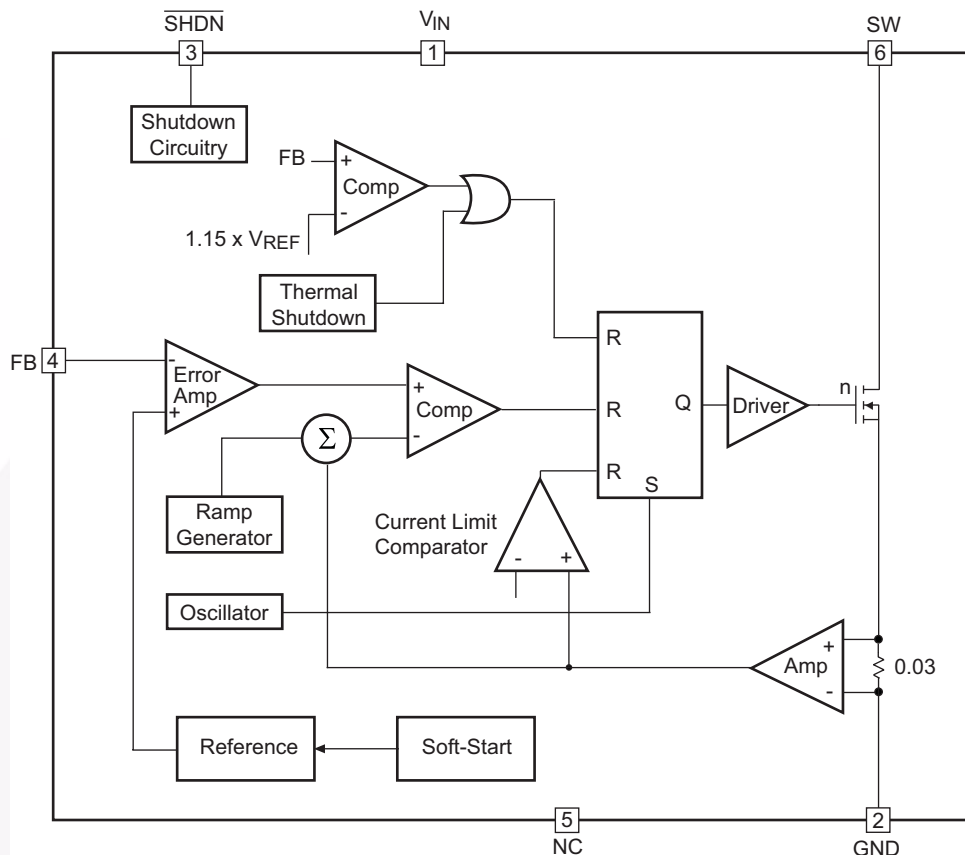 SHDN
VIN
SW
3
1
6
Shutdown
Circuitry
FB
+
Comp
-
1.15 x VREF
Thermal
Shutdown
R
FB
4
-
Error
Amp
+
+
Comp
-
R
Q
Driver
n
Σ
R
S
Ramp
Generator
Current Limit
Comparator
-
+
Oscillator
+
Amp
-
0.03
Reference
Soft-Start
5
2
NC
GND